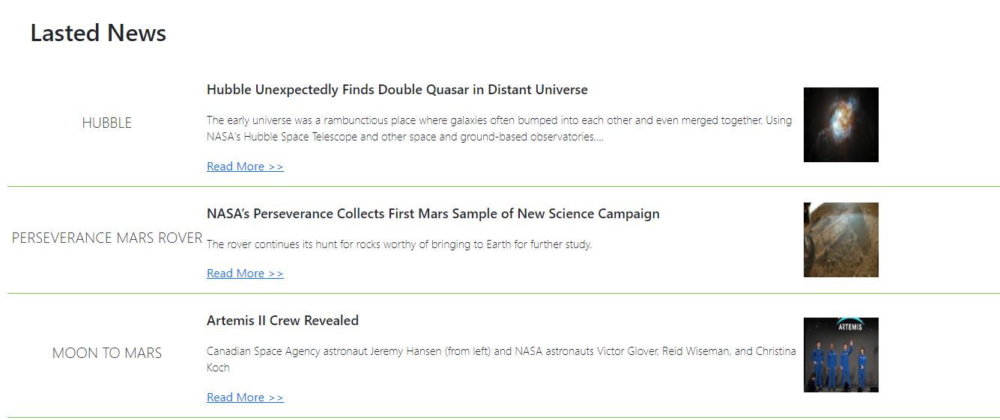 Lasted News
HUBBLE
Hubble Unexpectedly Finds Double Quasar in Distant Universe
The early universe was a rambunctious place where galaxies often bumped into each other and even merged together. Using
NASA's Hubble Space Telescope and other space and ground-based observatories,...
Read More >>
PERSEVERANCE MARS ROVER
NASA’s Perseverance Collects First Mars Sample of New Science Campaign
The rover continues its hunt for rocks worthy of bringing to Earth for further study.
Read More >>
MOON TO MARS
Artemis II Crew Revealed
Canadian Space Agency astronaut Jeremy Hansen (from left) and NASA astronauts Victor Glover, Reid Wiseman, and Christina
Koch
Read More >>
ARTEMIS